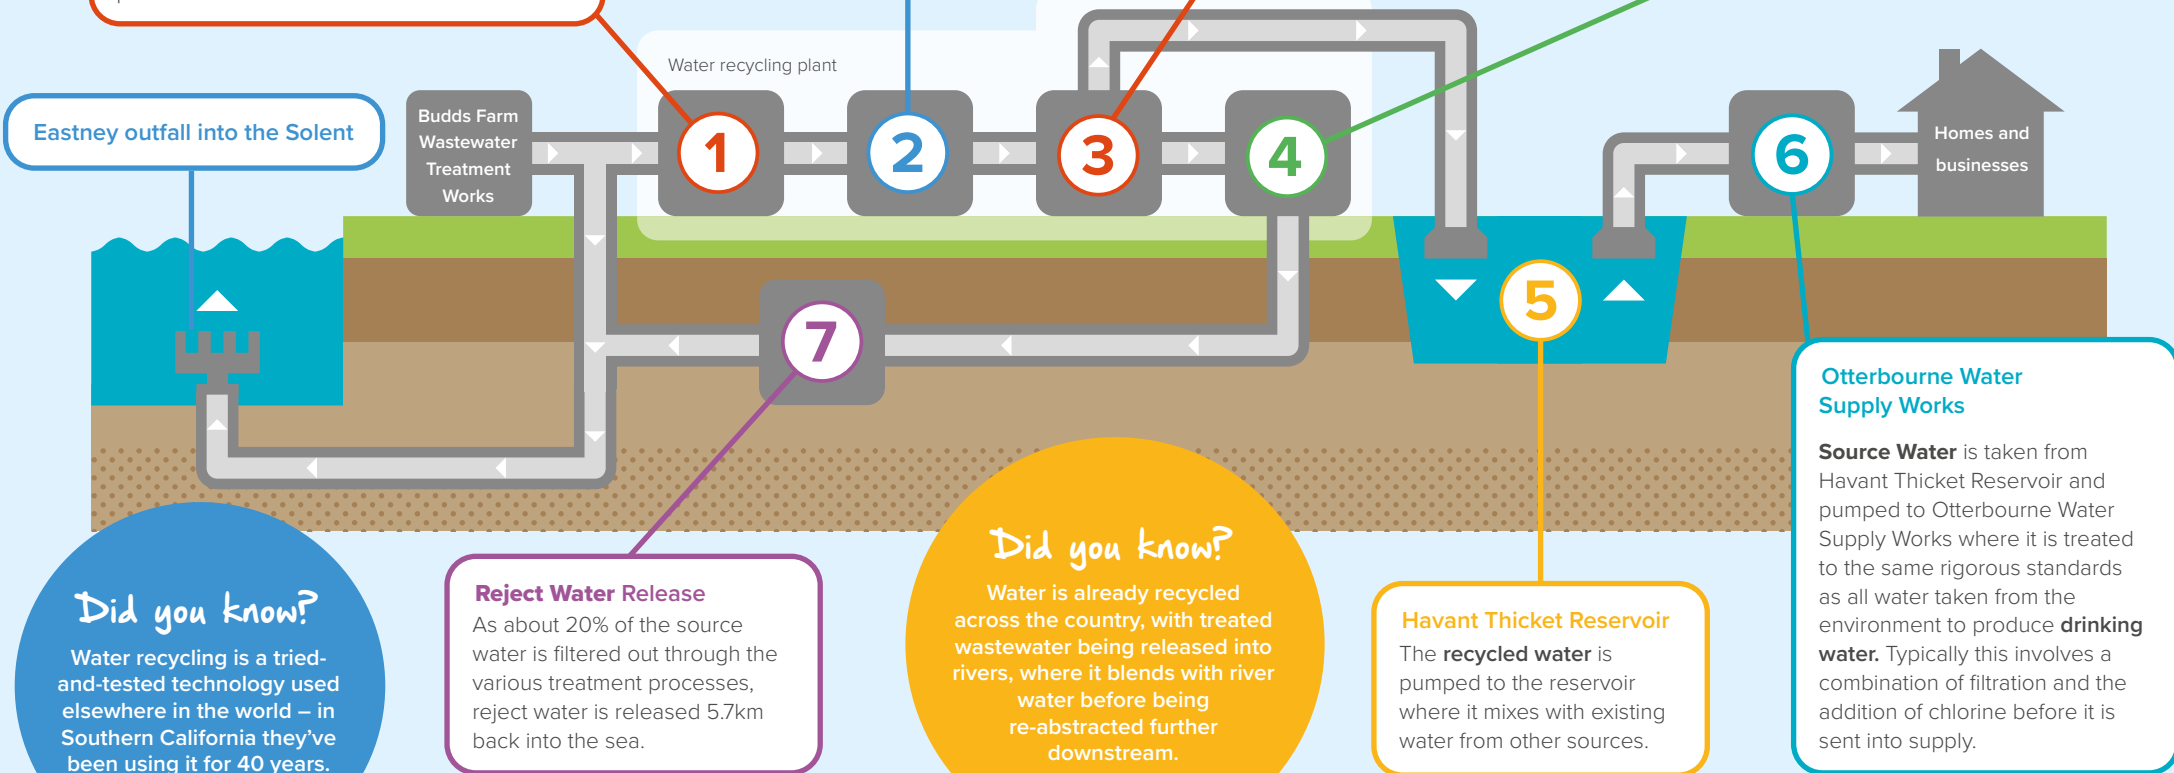 Water recycling plant
Eastney outfall into the Solent
Budds Farm
Wastewater
Treatment
Works
1
2
3
4
6
Homes and
businesses
5
7
Otterbourne Water
Supply Works
Source Water is taken from
Havant Thicket Reservoir and
pumped to Otterbourne Water
Supply Works where it is treated
to the same rigorous standards
as all water taken from the
environment to produce drinking
water. Typically this involves a
combination of filtration and the
addition of chlorine before it is
sent into supply.
Did you know?
Water recycling is a tried-
and-tested technology used
elsewhere in the world – in
Southern California they've
been using it for 40 years.
Reject Water Release
As about 20% of the source
water is filtered out through the
various treatment processes,
reject water is released 5.7km
back into the sea.
Did you know?
Water is already recycled
across the country, with treated
wastewater being released into
rivers, where it blends with river
water before being
re-abstracted further
downstream.
Havant Thicket Reservoir
The recycled water is
pumped to the reservoir
where it mixes with existing
water from other sources.